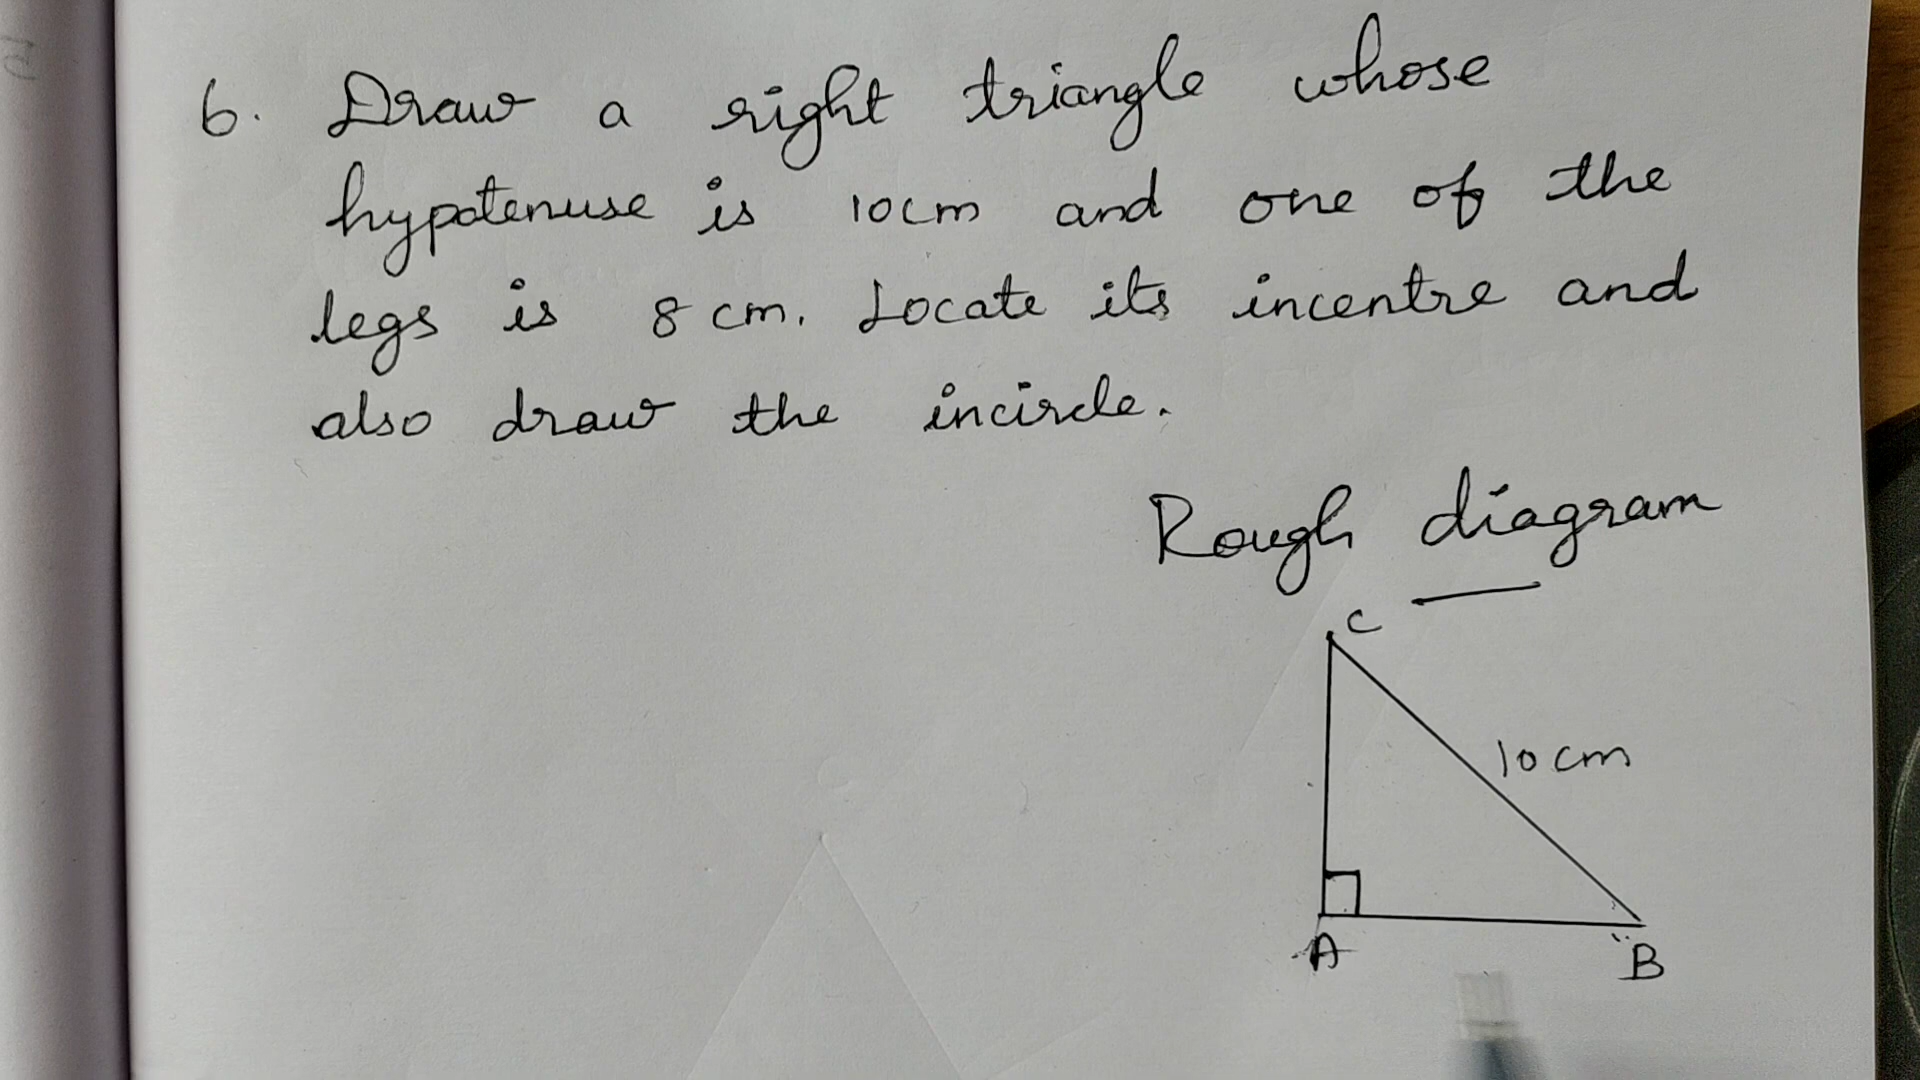 6. Draw a right triangle whose
hypotenuse is 10cm and one of the
legs is 8 cm. Locate its incentre and
also draw the incircle.
Rough diagram
C
10 cm
A
B